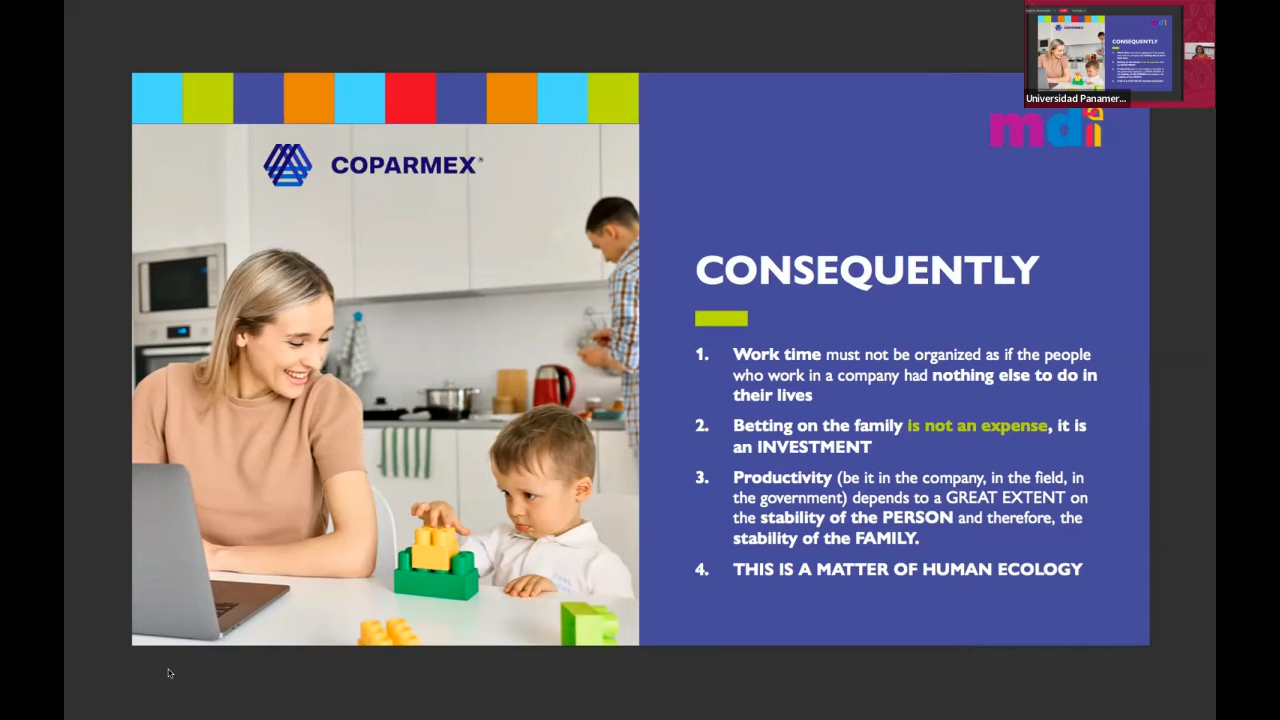 Universidad Panamer...
COPARMEX®
mdi
CONSEQUENTLY
1. Work time must not be organized as if the people
who work in a company had nothing else to do in
their lives
2. Betting on the family is not an expense, it is
an INVESTMENT
3. Productivity (be it in the company, in the field, in
the government) depends to a GREAT EXTENT on
the stability of the PERSON and therefore, the
stability of the FAMILY.
4. THIS IS A MATTER OF HUMAN ECOLOGY